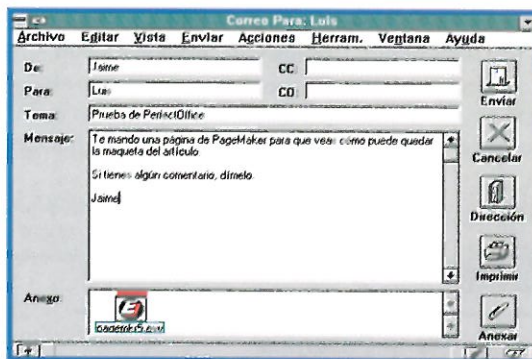 Correo Para: Luis
Archivo Editar Vista Enviar Acciones Herram. Ventana Ayuda
De: Jaime CC:
Para: Luis CO:
Tema: Prueba de PerfectOffice
Mensaje: Te mando una página de PageMaker para que veas cómo puede quedar
la maqueta del artículo.
Si tienes algún comentario, dímelo.
Jaime
Anexo
Enviar
Cancelar
Dirección
Imprimir
Anexar